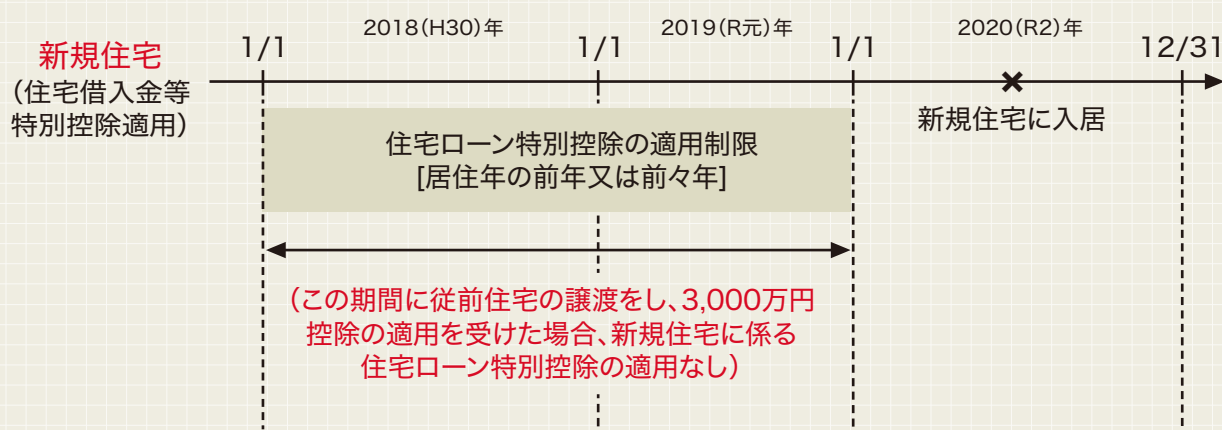 2018(H30)年
2019(R元)年
2020(R2)年
1/1
1/1
1/1
12/31
新規住宅
(住宅借入金等
特別控除適用)
新規住宅に入居
住宅ローン特別控除の適用制限
[居住年の前年又は前々年]
(この期間に従前住宅の譲渡をし、3,000万円
控除の適用を受けた場合、新規住宅に係る
住宅ローン特別控除の適用なし)